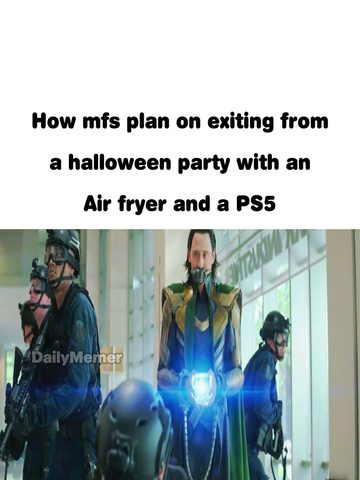 How mfs plan on exiting from
a halloween party with an
Air fryer and a PS5
DailyMemer